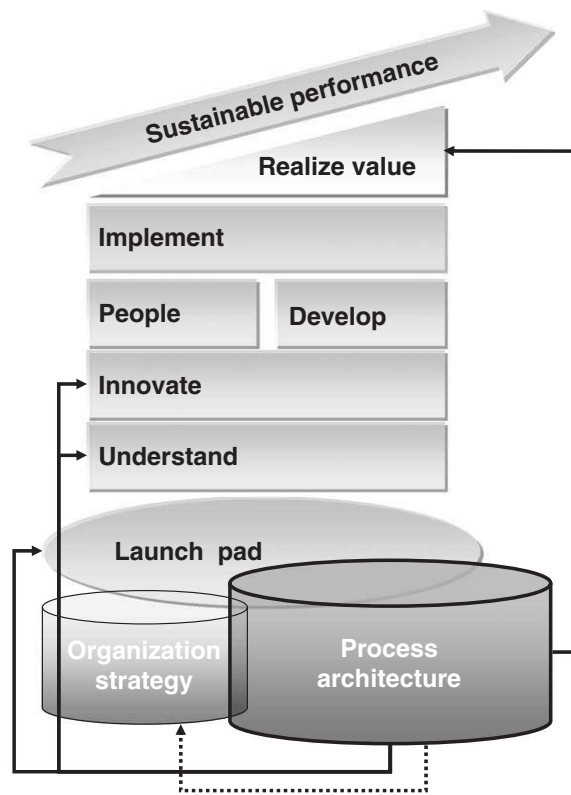 Sustainable performance
Realize value
Implement
People
Develop
Innovate
Understand
Launch pad
Organization
strategy
Process
architecture